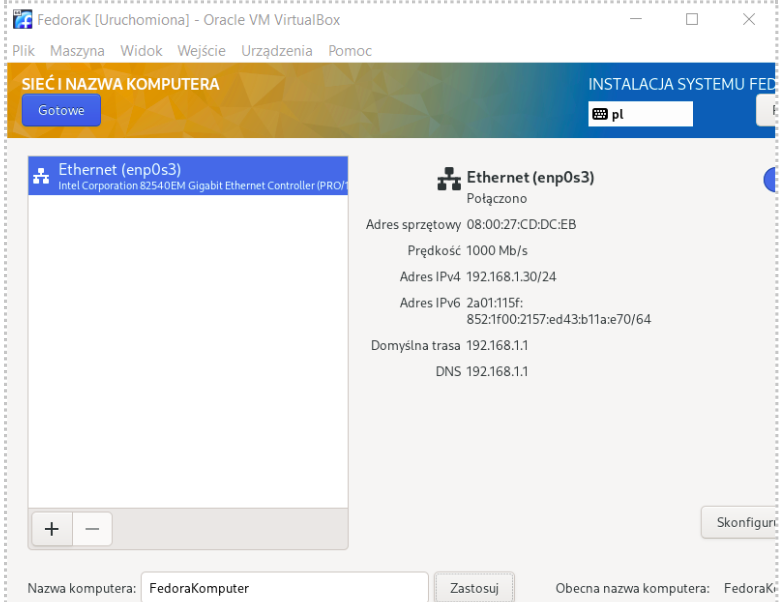 FedoraK [Uruchomiona] - Oracle VM VirtualBox
Plik Maszyna Widok Wejście Urządzenia Pomoc
SIEĆ I NAZWA KOMPUTERA
INSTALACJA SYSTEMU FED
Gotowe
pl
Ethernet (enp0s3)
Intel Corporation 82540EM Gigabit Ethernet Controller (PRO/1
Ethernet (enp0s3)
Połączono
Adres sprzętowy 08:00:27:CD:DC:EB
Prędkość 1000 Mb/s
Adres IPv4 192.168.1.30/24
Adres IPv6 2a01:115f:
852:1f00:2157:ed43:b11a:e70/64
Domyślna trasa 192.168.1.1
DNS 192.168.1.1
+ −
Skonfiguru
Nazwa komputera: FedoraKomputer Zastosuj Obecna nazwa komputera: FedoraK